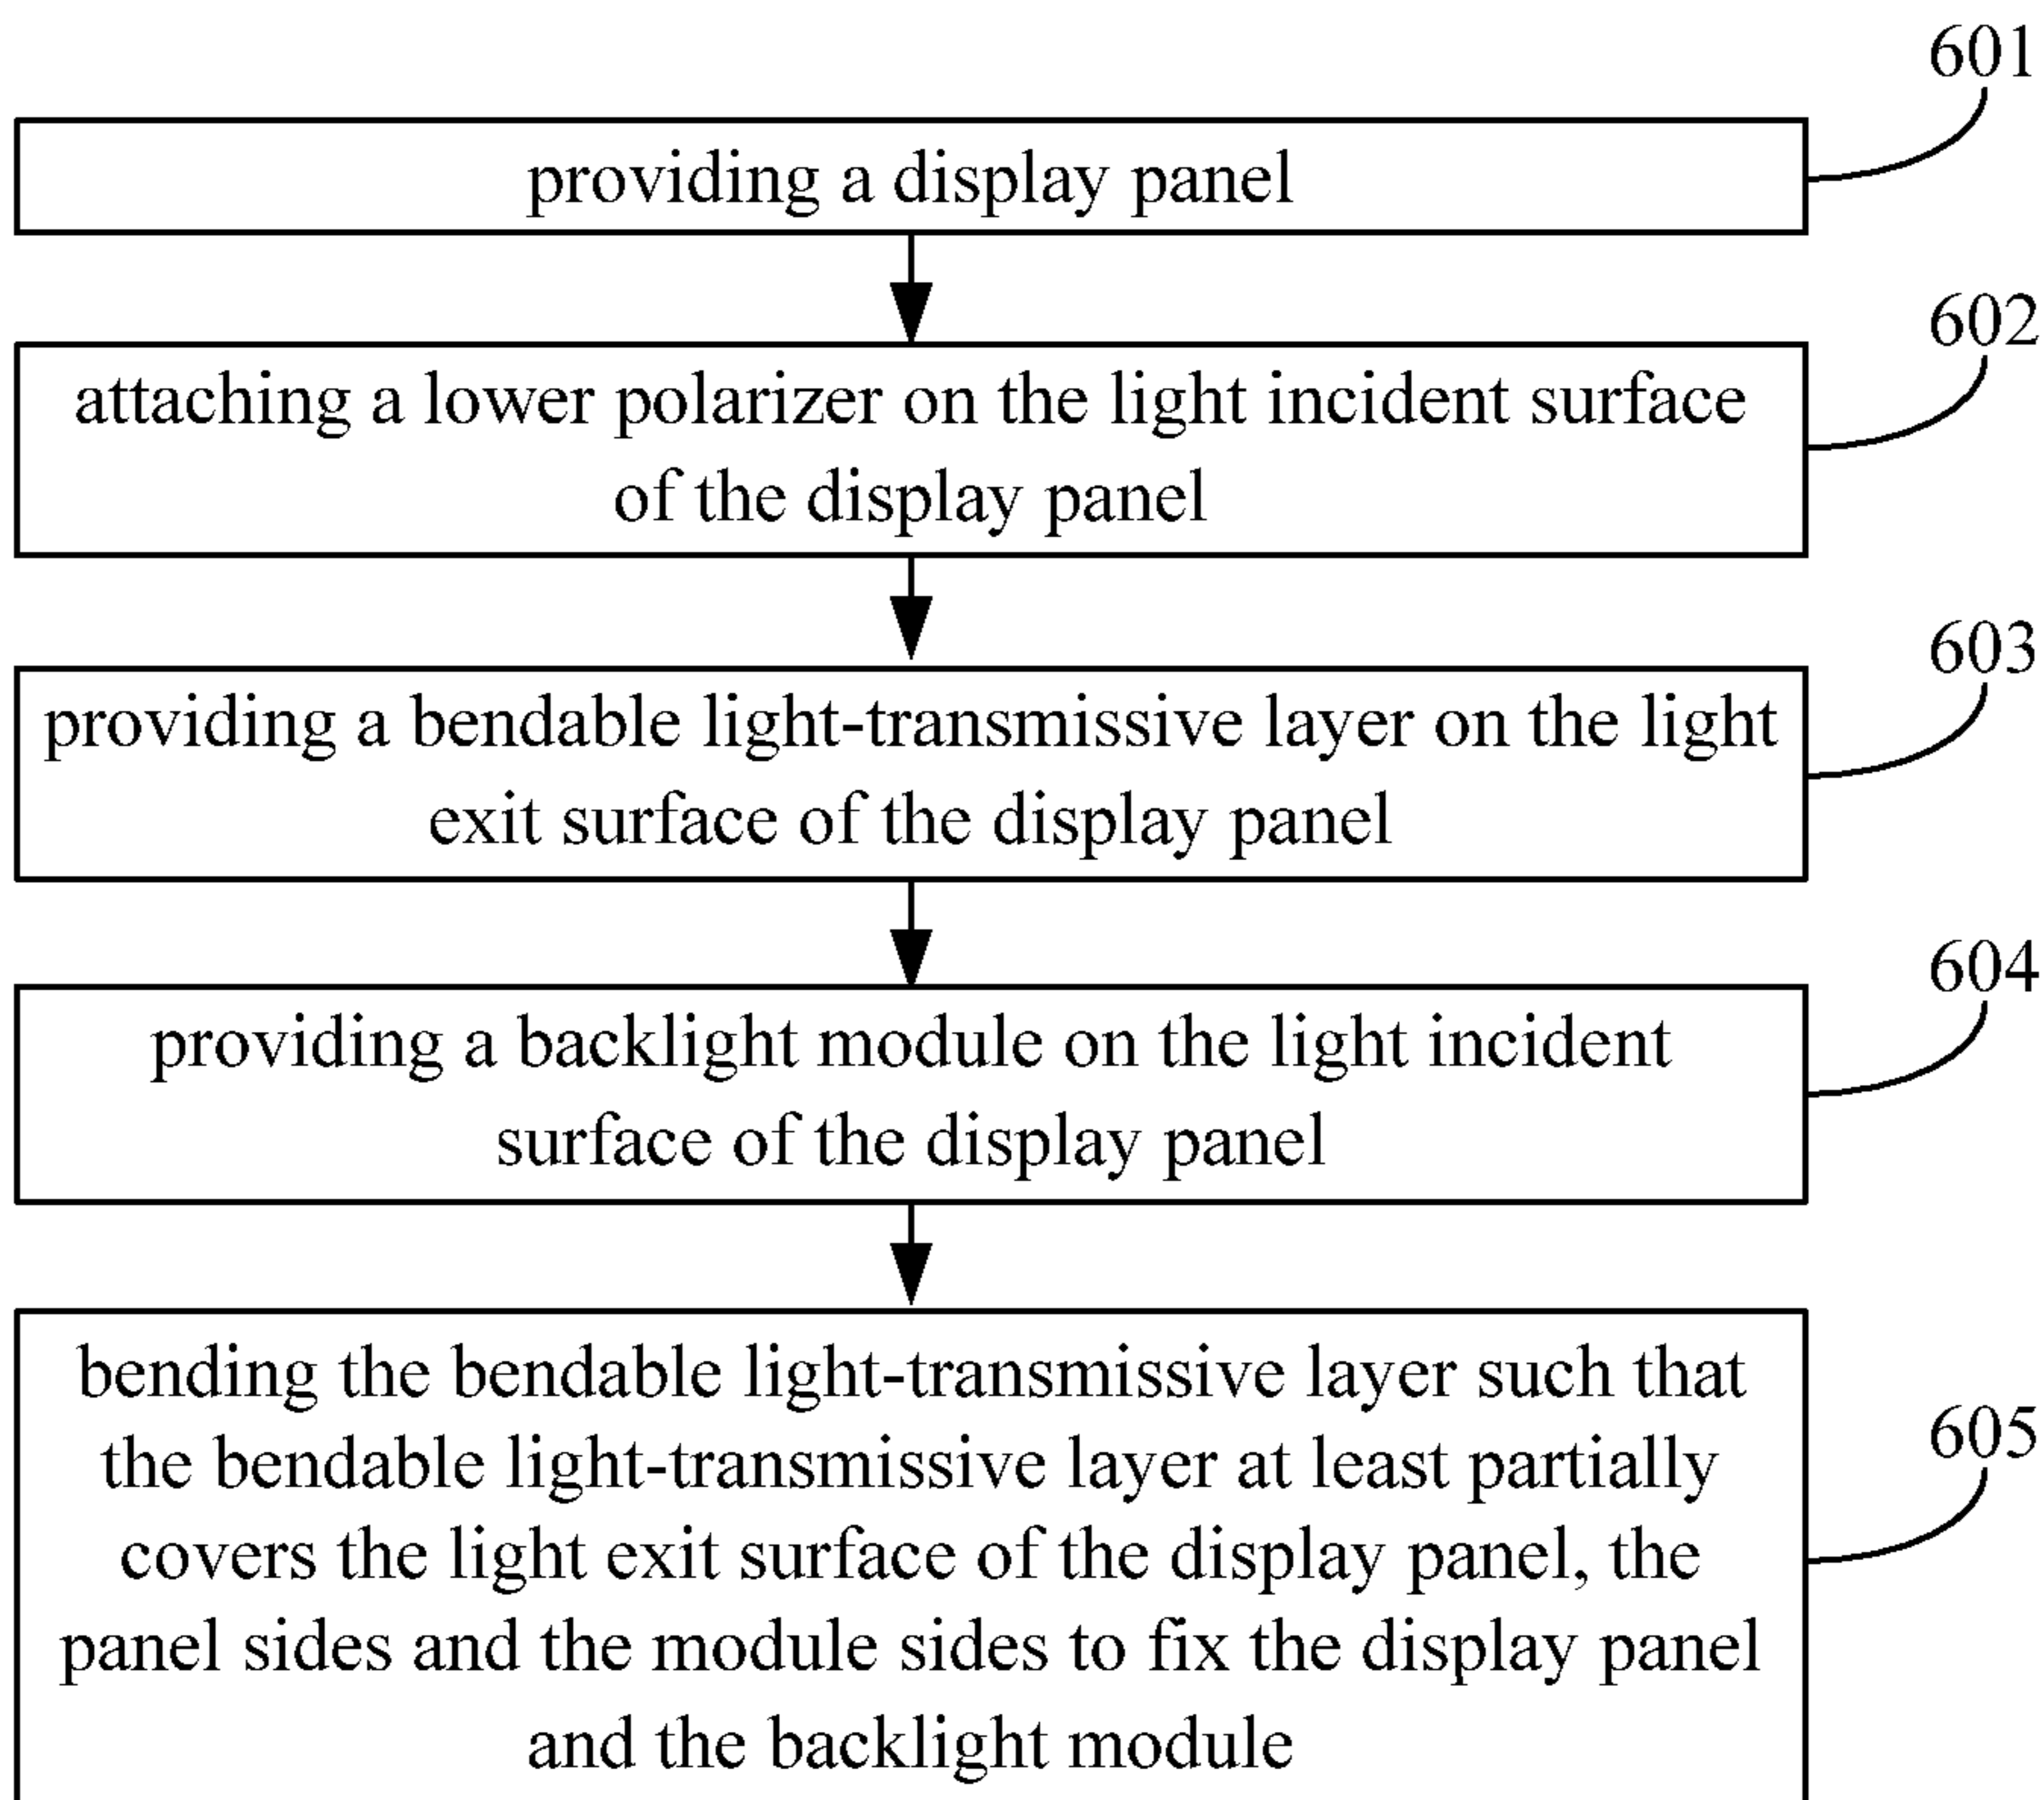 601
providing a display panel
602
attaching a lower polarizer on the light incident surface
of the display panel
603
providing a bendable light-transmissive layer on the light
exit surface of the display panel
604
providing a backlight module on the light incident
surface of the display panel
605
bending the bendable light-transmissive layer such that
the bendable light-transmissive layer at least partially
covers the light exit surface of the display panel, the
panel sides and the module sides to fix the display panel
and the backlight module